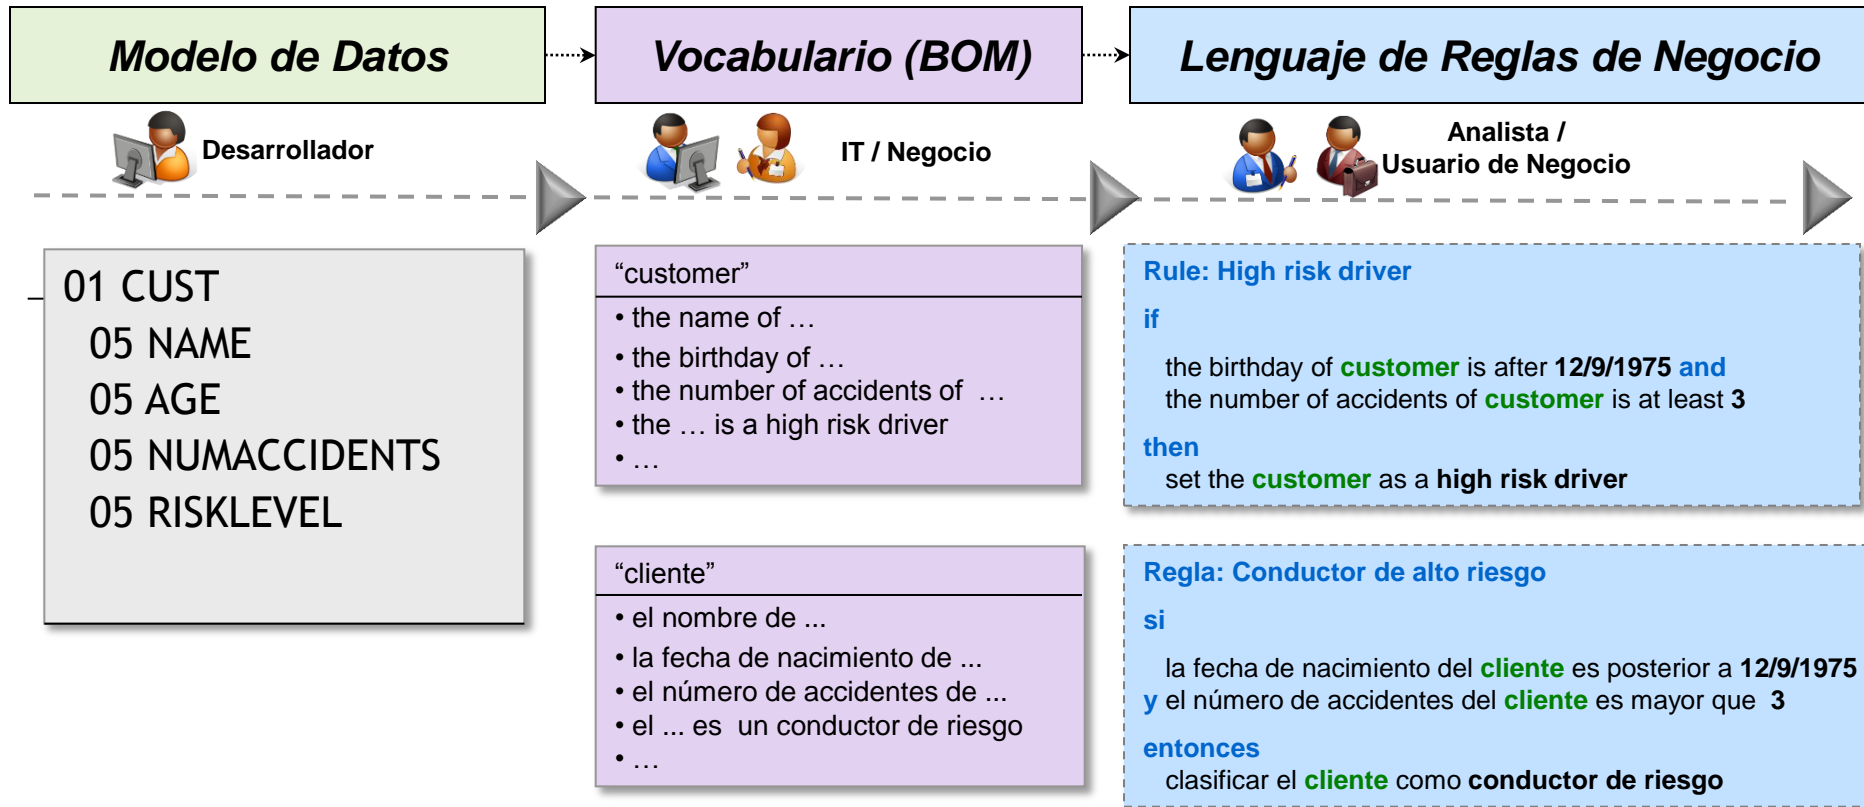 Modelo de Datos
Vocabulario (BOM)
Lenguaje de Reglas de Negocio
Desarrollador
IT / Negocio
Analista /
Usuario de Negocio
01 CUST
05 NAME
05 AGE
05 NUMACCIDENTS
05 RISKLEVEL
“customer”
• the name of …
• the birthday of …
• the number of accidents of …
• the … is a high risk driver
• …
Rule: High risk driver
if
the birthday of customer is after 12/9/1975 and
the number of accidents of customer is at least 3
then
set the customer as a high risk driver
“cliente”
• el nombre de ...
• la fecha de nacimiento de ...
• el número de accidentes de ...
• el ... es un conductor de riesgo
• …
Regla: Conductor de alto riesgo
si
la fecha de nacimiento del cliente es posterior a 12/9/1975
y el número de accidentes del cliente es mayor que 3
entonces
clasificar el cliente como conductor de riesgo